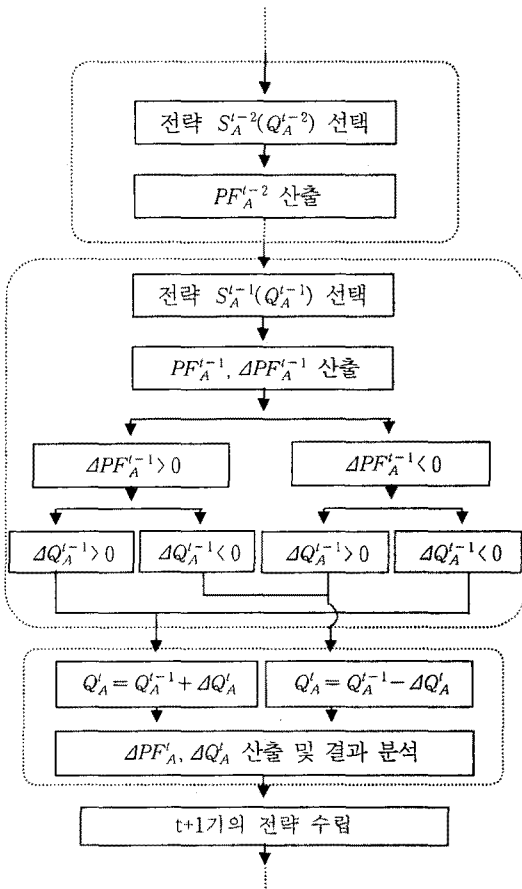 전략 S_A^{t-2}(Q_A^{t-2}) 선택
PF_A^{t-2} 산출
전략 S_A^{t-1}(Q_A^{t-1}) 선택
PF_A^{t-1}, ΔPF_A^{t-1} 산출
ΔPF_A^{t-1}>0
ΔPF_A^{t-1}<0
ΔQ_A^{t-1}>0
ΔQ_A^{t-1}<0
ΔQ_A^{t-1}>0
ΔQ_A^{t-1}<0
Q_A^t=Q_A^{t-1}+ΔQ_A^t
Q_A^t=Q_A^{t-1}-ΔQ_A^t
ΔPF_A^t, ΔQ_A^t 산출 및 결과 분석
t+1기의 전략 수립